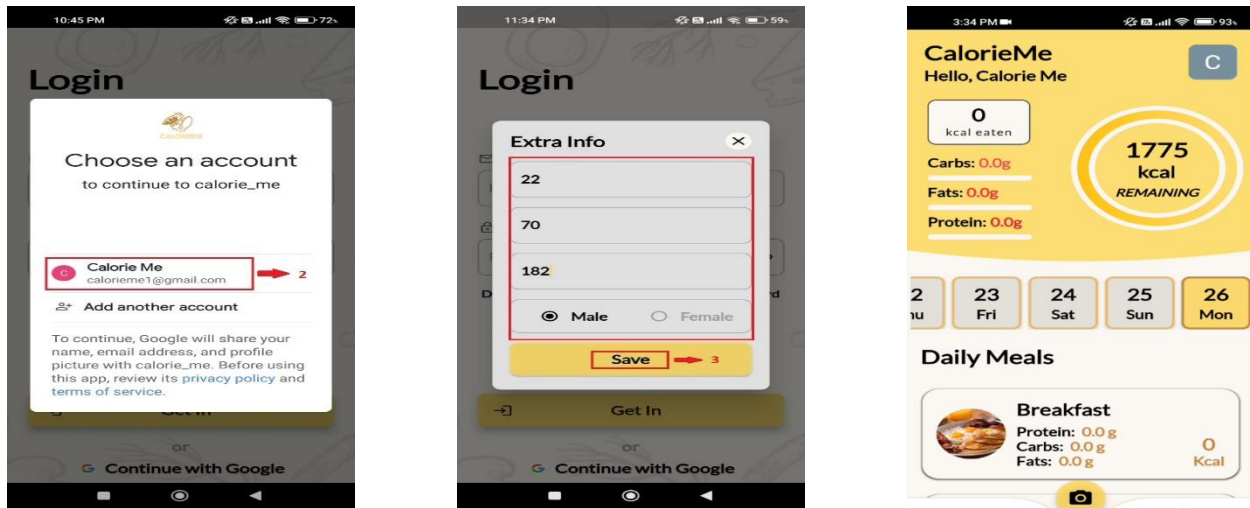 10:45 PM
72%
Login
CALORIEME
Choose an account
to continue to calorie_me
Calorie Me
calorieme1@gmail.com
C
2
Add another account
To continue, Google will share your
name, email address, and profile
picture with calorie_me. Before using
this app, review its privacy policy and
terms of service.
Get In
or
G Continue with Google
11:34 PM
59%
Login
Extra Info
22
70
182
D
rd
Male
Female
Save
3
Get In
or
G Continue with Google
3:34 PM
93%
CalorieMe
Hello, Calorie Me
C
0
kcal eaten
Carbs: 0.0g
Fats: 0.0g
Protein: 0.0g
1775
kcal
REMAINING
2
hu
23
Fri
24
Sat
25
Sun
26
Mon
Daily Meals
Breakfast
Protein: 0.0 g
Carbs: 0.0 g
Fats: 0.0 g
0
Kcal